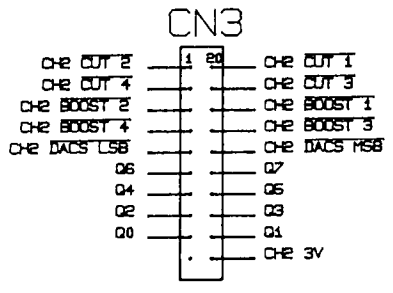 CN3
1 20
CH2 CUT 2 CH2 CUT 1
CH2 CUT 4 CH2 CUT 3
CH2 BOOST 2 CH2 BOOST 1
CH2 BOOST 4 CH2 BOOST 3
CH2 DACS LSB CH2 DACS MSB
Q6 Q7
Q4 Q5
Q2 Q3
Q0 Q1
CH2 3V